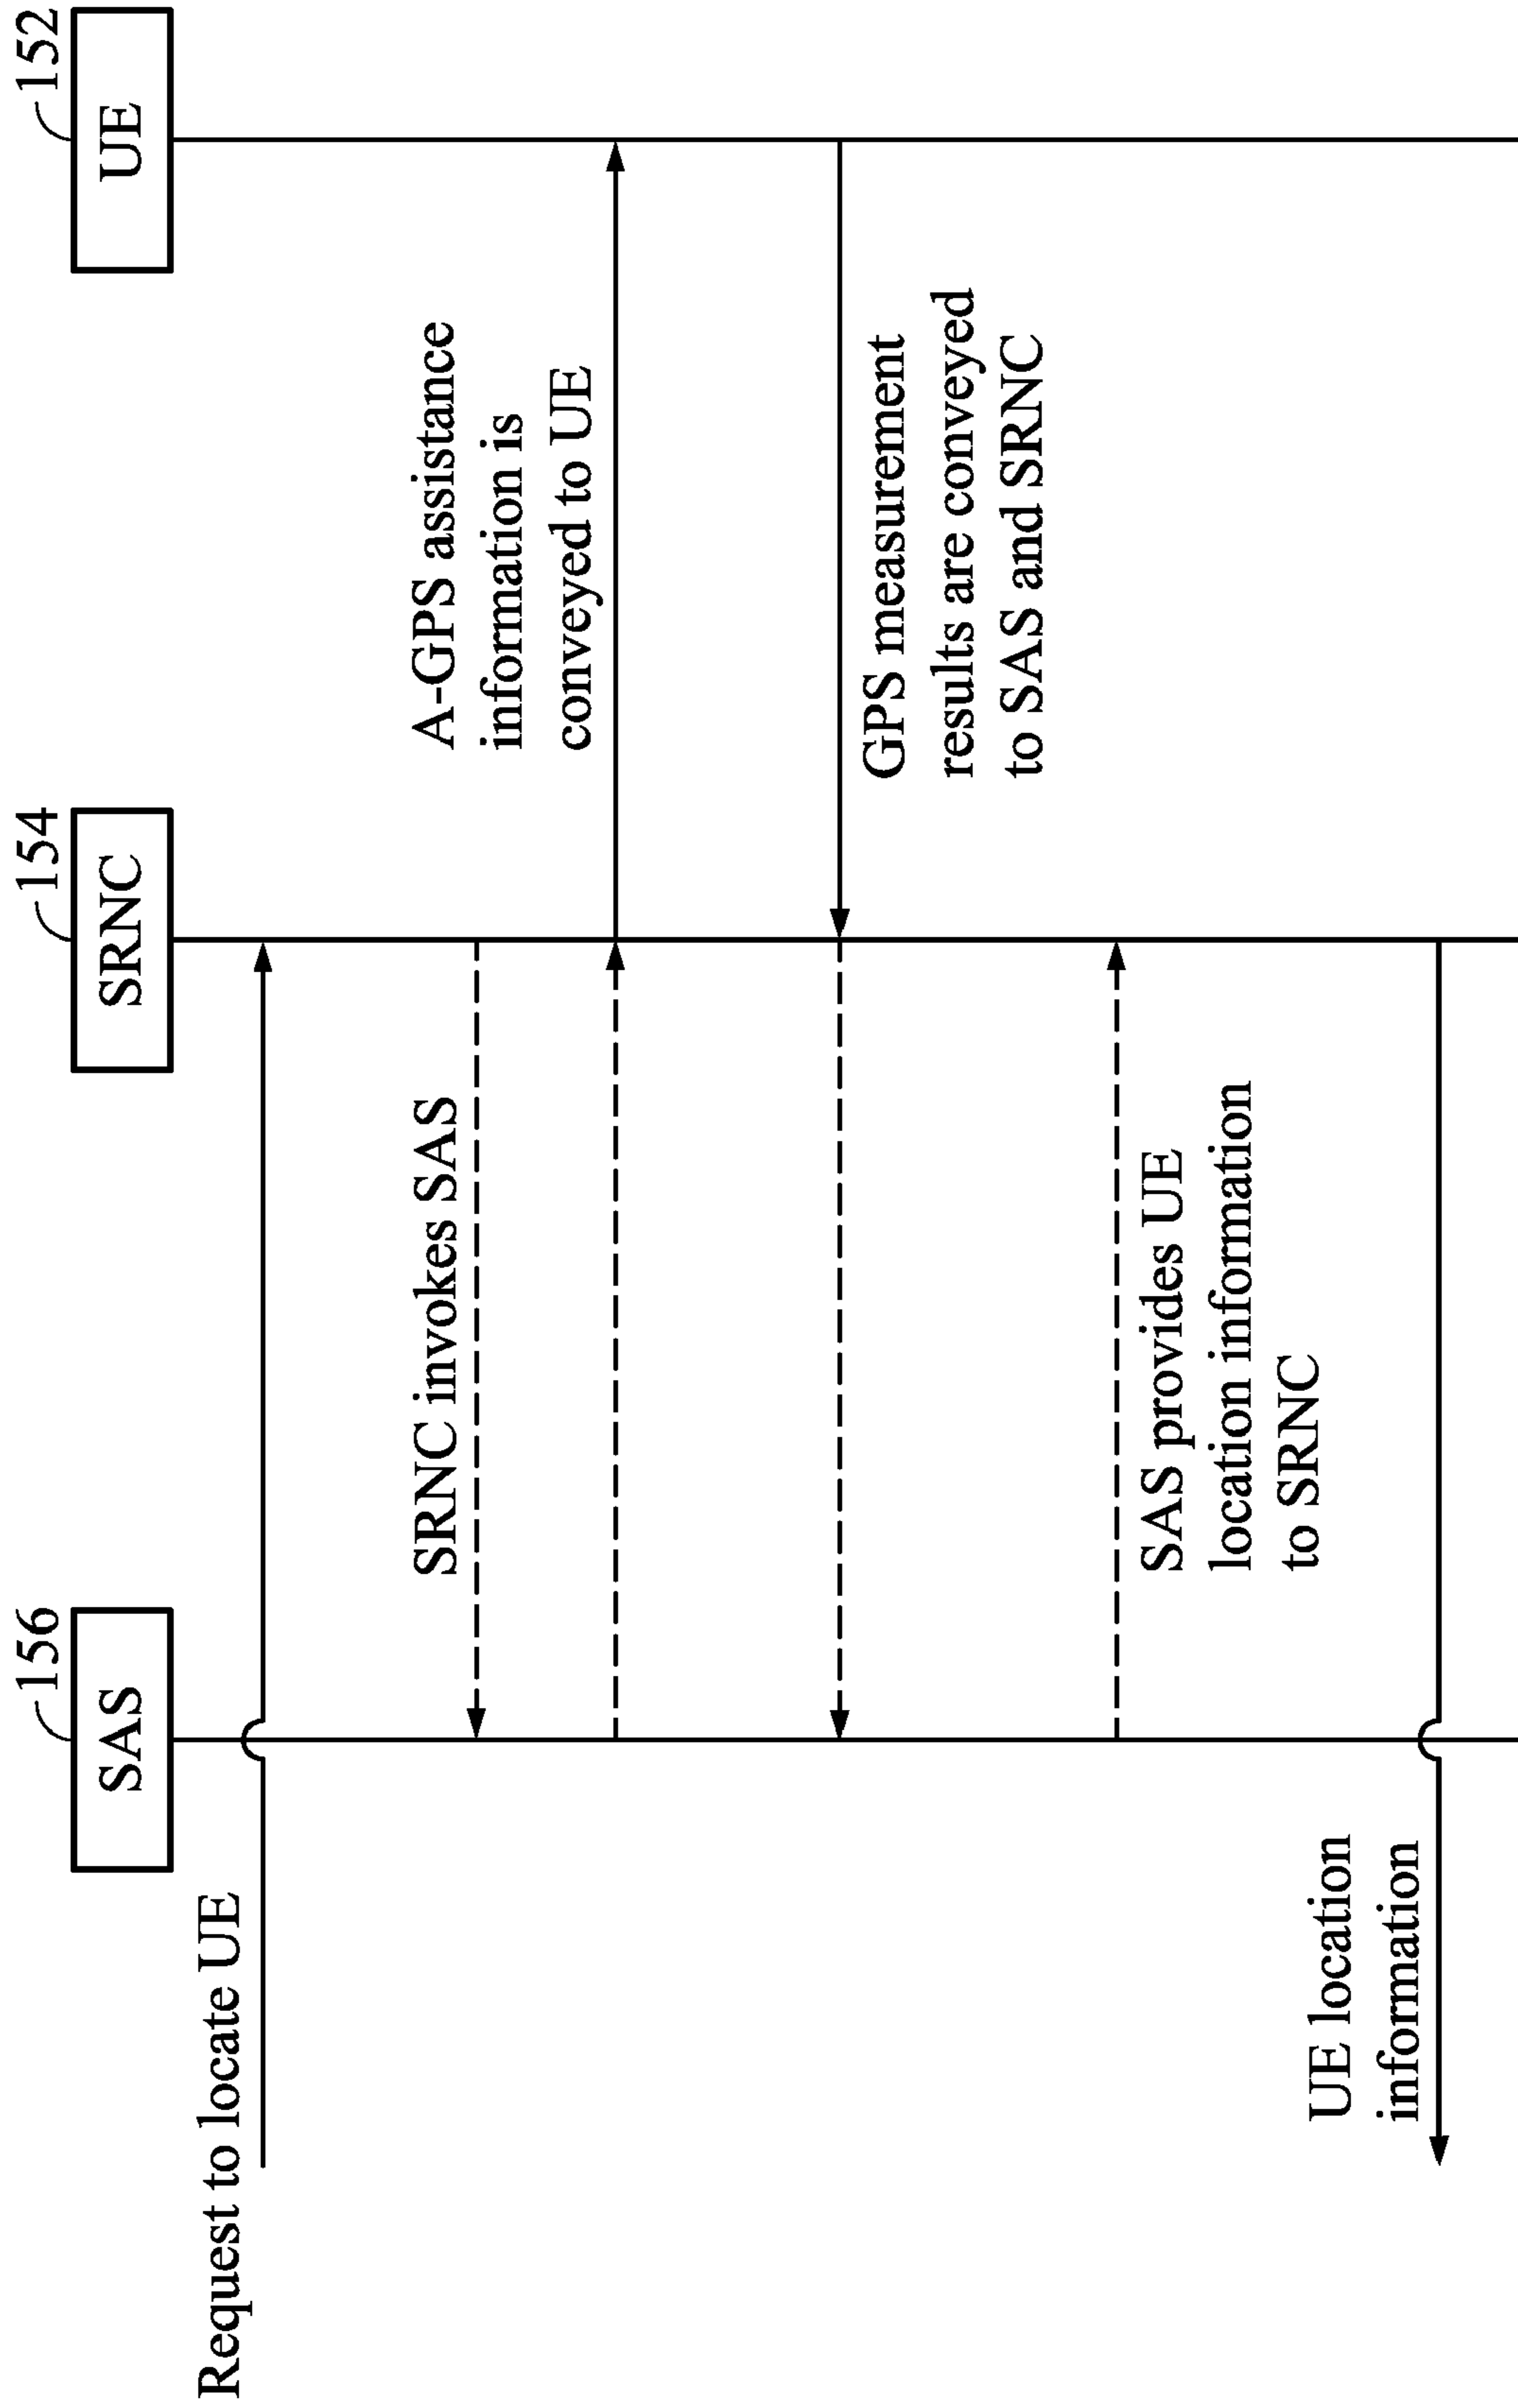 156
154
152
SAS
SRNC
UE
Request to locate UE
SRNC invokes SAS
A-GPS assistance
information is
conveyed to UE
GPS measurement
results are conveyed
to SAS and SRNC
SAS provides UE
location information
to SRNC
UE location
information